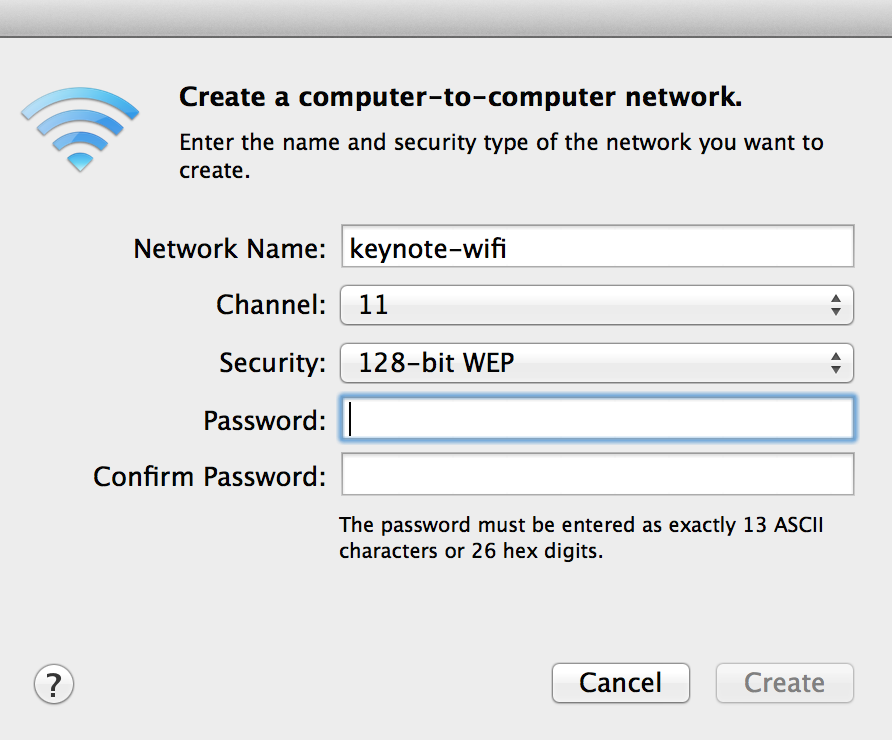 Create a computer-to-computer network.
Enter the name and security type of the network you want to
create.
Network Name: keynote-wifi
Channel: 11
Security: 128-bit WEP
Password:
Confirm Password:
The password must be entered as exactly 13 ASCII
characters or 26 hex digits.
? Cancel Create